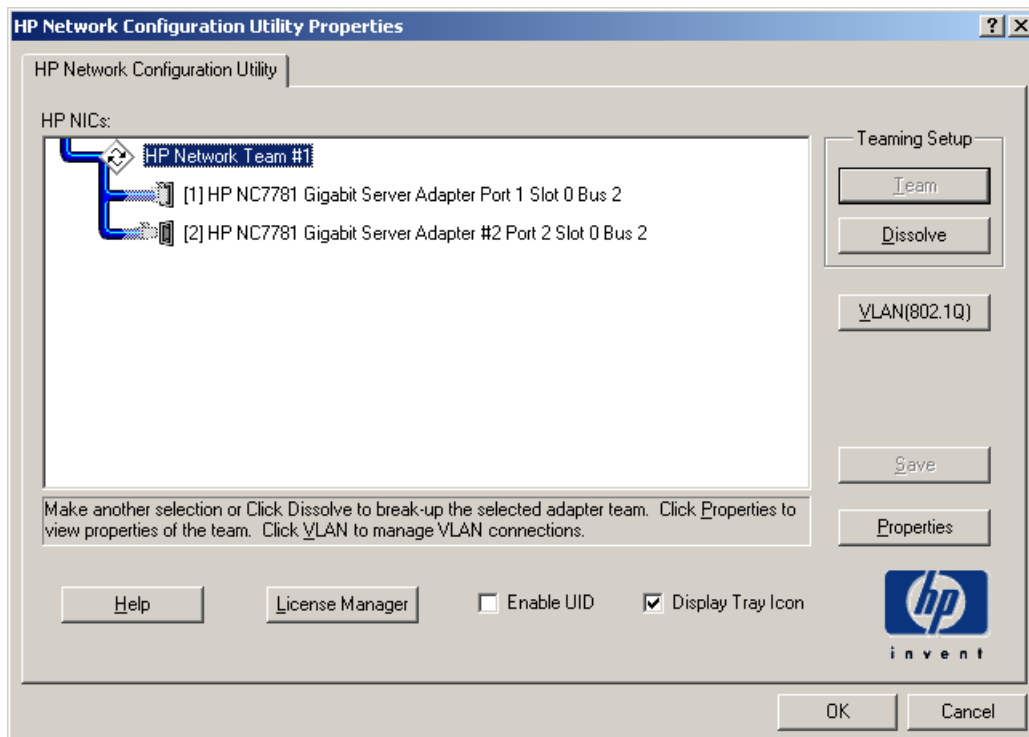 HP Network Configuration Utility Properties
HP Network Configuration Utility
HP NICs:
HP Network Team #1
[1] HP NC7781 Gigabit Server Adapter Port 1 Slot 0 Bus 2
[2] HP NC7781 Gigabit Server Adapter #2 Port 2 Slot 0 Bus 2
Teaming Setup
Team
Dissolve
VLAN(802.1Q)
Save
Make another selection or Click Dissolve to break-up the selected adapter team. Click Properties to
view properties of the team. Click VLAN to manage VLAN connections.
Properties
Help
License Manager
Enable UID
Display Tray Icon
hp
invent
OK
Cancel